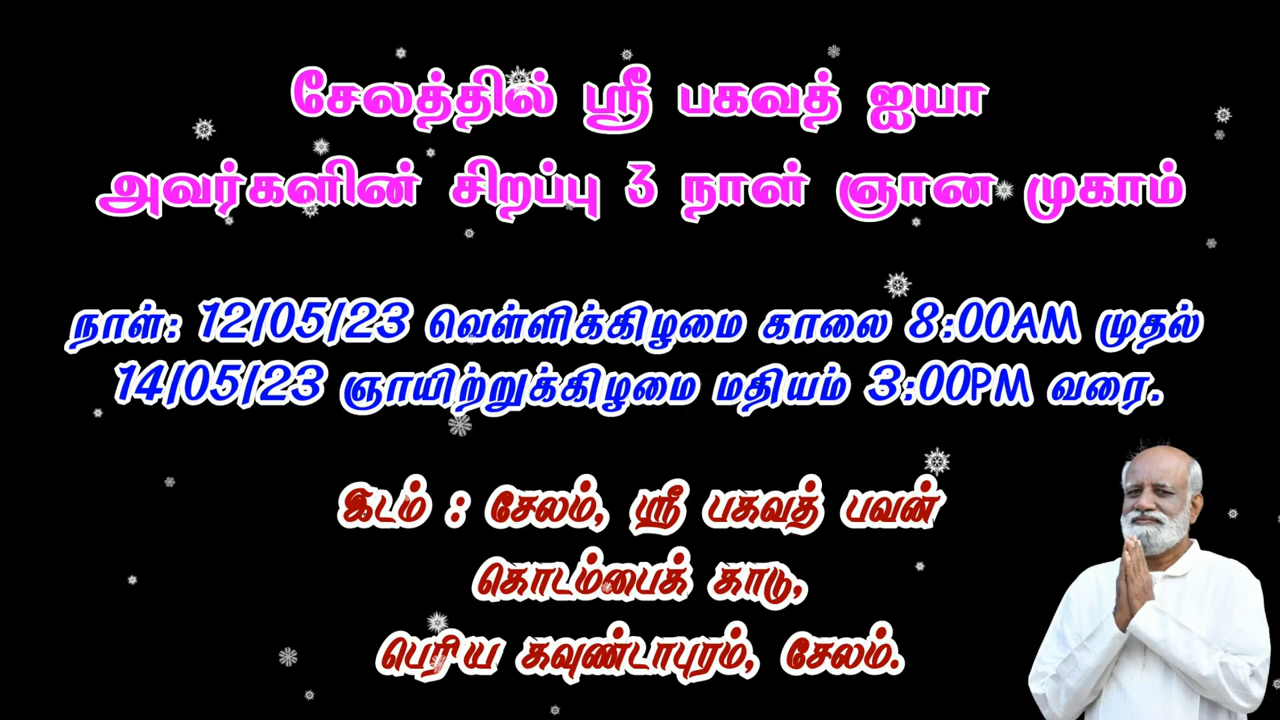 சேலத்தில் ஸ்ரீ பகவத் ஐயா
அவர்களின் சிறப்பு 3 நாள் ஞான முகாம்
நாள்: 12/05/23 வெள்ளிக்கிழமை காலை 8:00AM முதல்
14/05/23 ஞாயிற்றுக்கிழமை மதியம் 3:00PM வரை.
இடம் : சேலம், ஸ்ரீ பகவத் பவன்
கொடம்பைக் காடு,
பெரிய கவுண்டாபுரம், சேலம்.